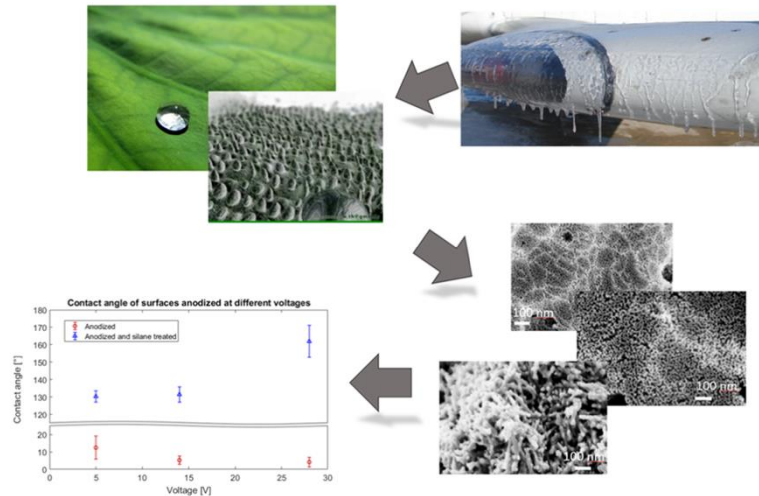 100 nm
100 nm
100 nm
Contact angle of surfaces anodized at different voltages
Anodized
Anodized and silane treated
Contact angle [°]
180
170
160
150
140
130
120
20
10
0
0 5 10 15 20 25 30
Voltage [V]